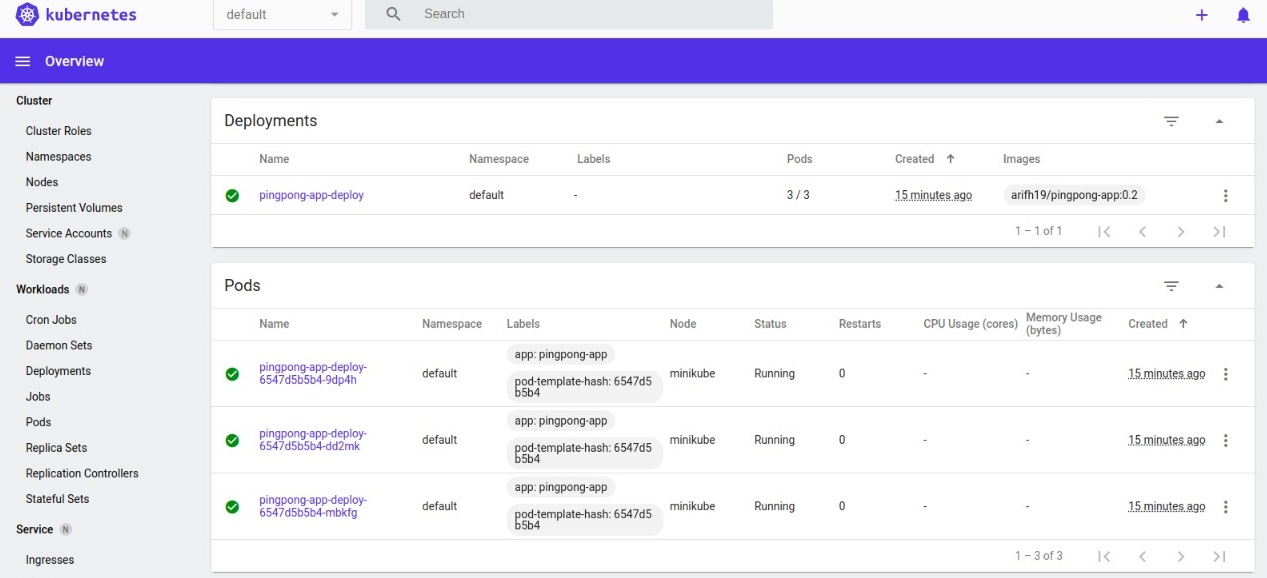 kubernetes
default
Search
Overview
Cluster
Cluster Roles
Namespaces
Nodes
Persistent Volumes
Service Accounts N
Storage Classes
Workloads N
Cron Jobs
Daemon Sets
Deployments
Jobs
Pods
Replica Sets
Replication Controllers
Stateful Sets
Service N
Ingresses
Deployments
Name Namespace Labels Pods Created Images
pingpong-app-deploy default - 3 / 3 15 minutes ago arifh19/pingpong-app:0.2
1 – 1 of 1
Pods
Name Namespace Labels Node Status Restarts CPU Usage (cores) Memory Usage
(bytes) Created
app: pingpong-app
pingpong-app-deploy-
6547d5b5b4-9dp4h default minikube Running 0 - - 15 minutes ago
pod-template-hash: 6547d5
b5b4
app: pingpong-app
pingpong-app-deploy-
6547d5b5b4-dd2mk default minikube Running 0 - - 15 minutes ago
pod-template-hash: 6547d5
b5b4
app: pingpong-app
pingpong-app-deploy-
6547d5b5b4-mbkfg default minikube Running 0 - - 15 minutes ago
pod-template-hash: 6547d5
b5b4
1 – 3 of 3